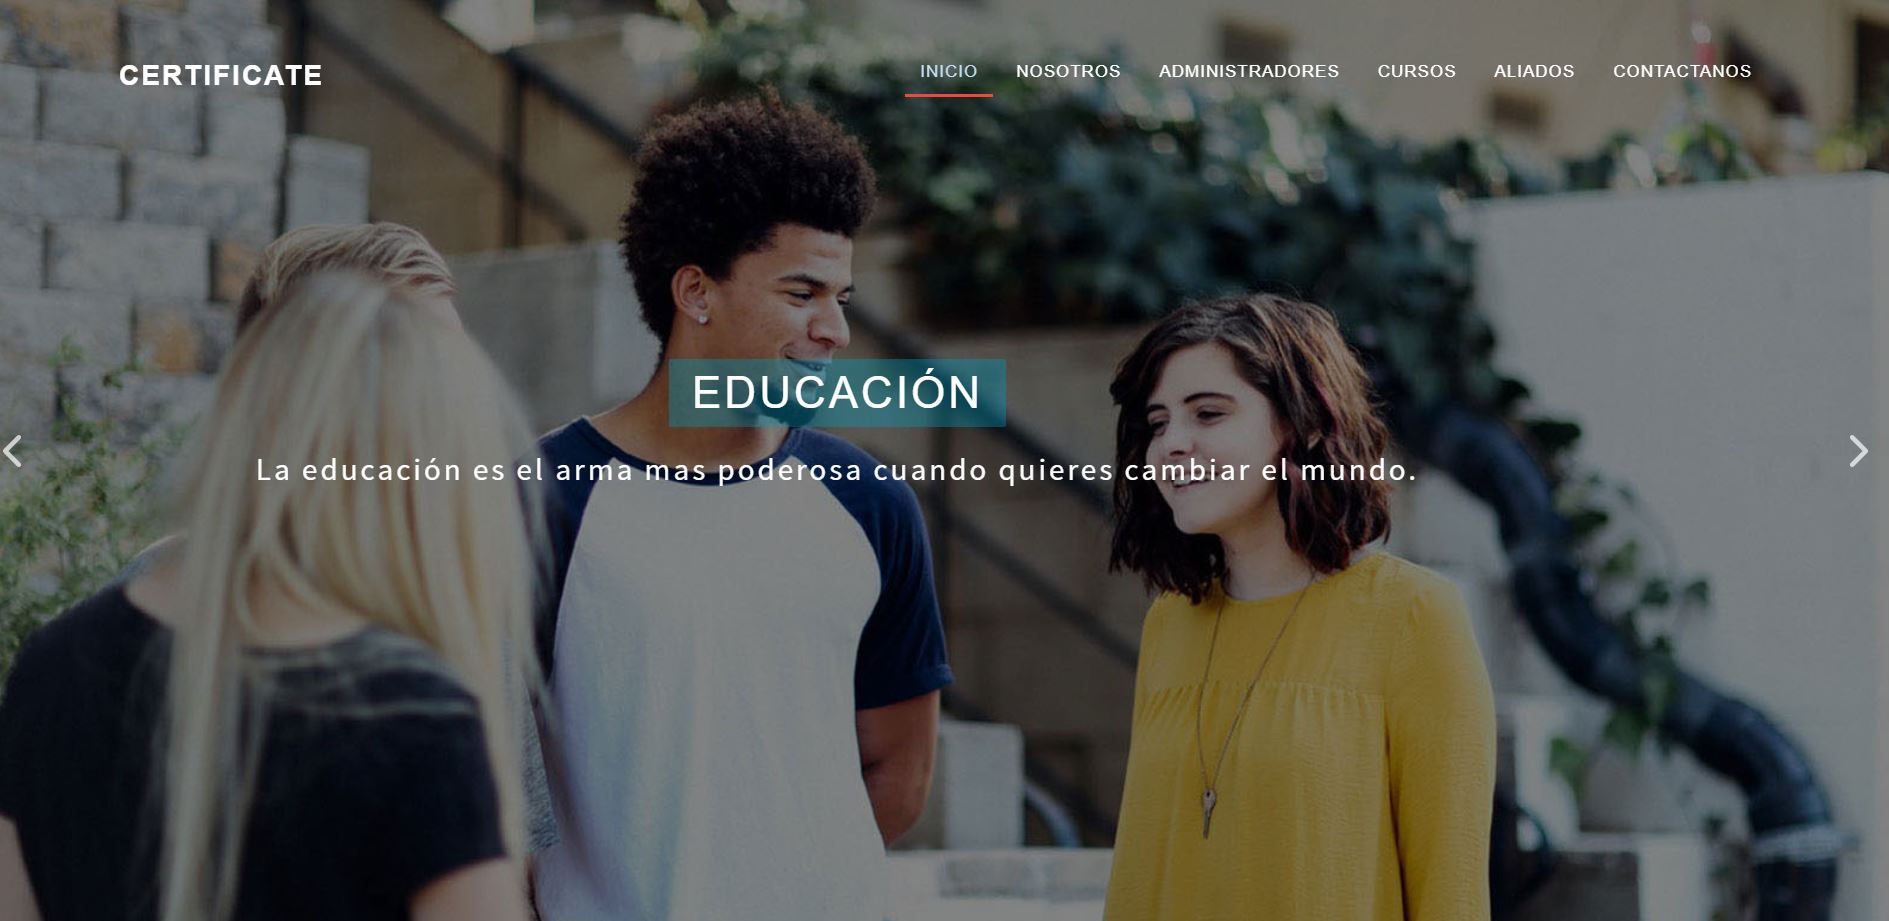 CERTIFICATE
INICIO NOSOTROS ADMINISTRADORES CURSOS ALIADOS CONTACTANOS
EDUCACIÓN
La educación es el arma mas poderosa cuando quieres cambiar el mundo.